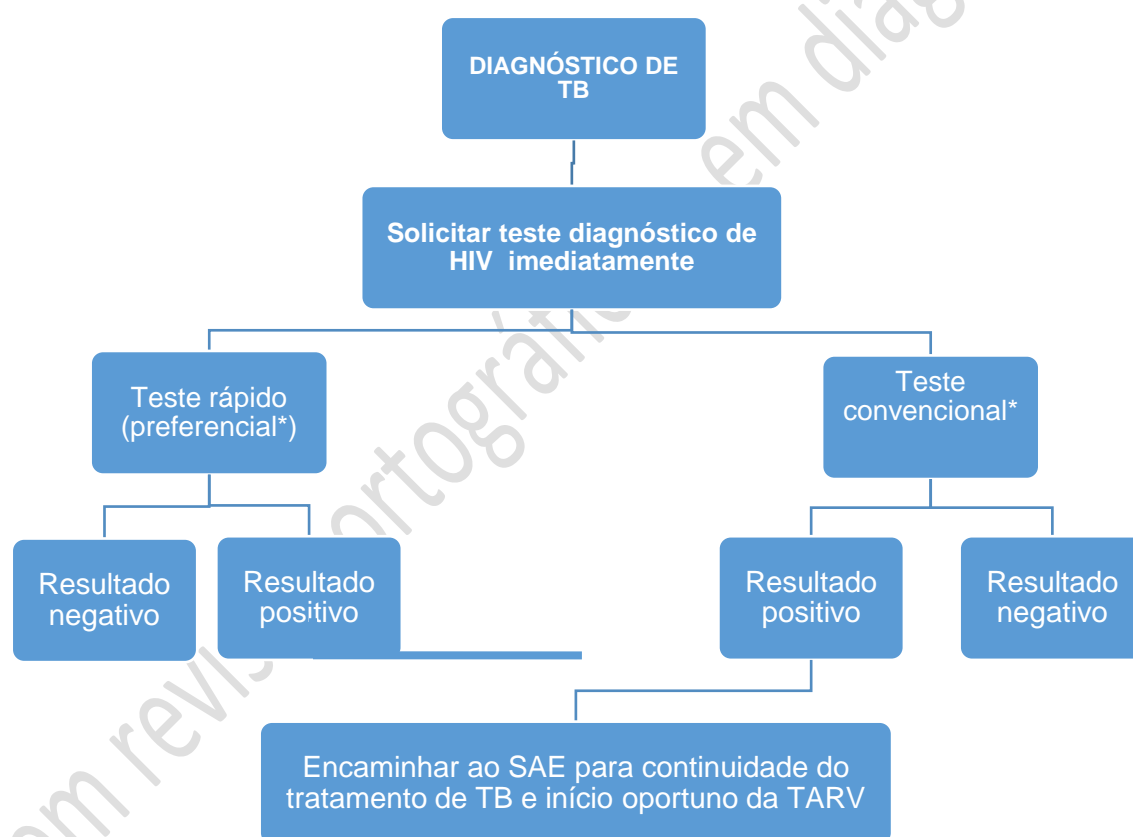 DIAGNÓSTICO DE
TB
Solicitar teste diagnóstico de
HIV imediatamente
Teste rápido
(preferencial*)
Teste
convencional*
Resultado
negativo
Resultado
positivo
Resultado
positivo
Resultado
negativo
Encaminhar ao SAE para continuidade do
tratamento de TB e início oportuno da TARV